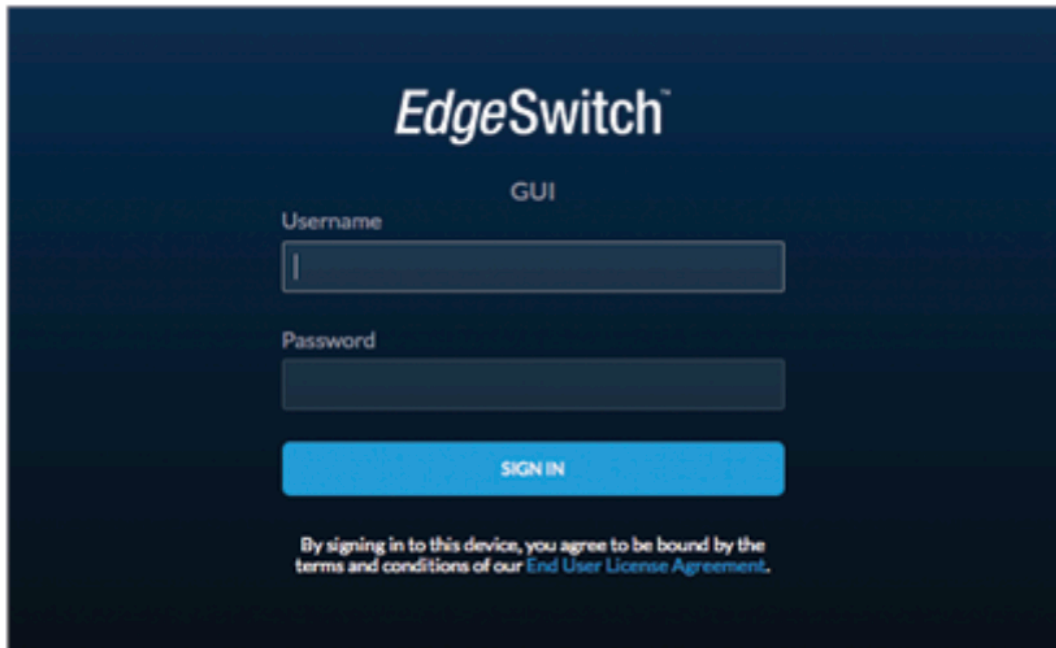 EdgeSwitch™
GUI
Username
Password
SIGN IN
By signing in to this device, you agree to be bound by the
terms and conditions of our End User License Agreement.